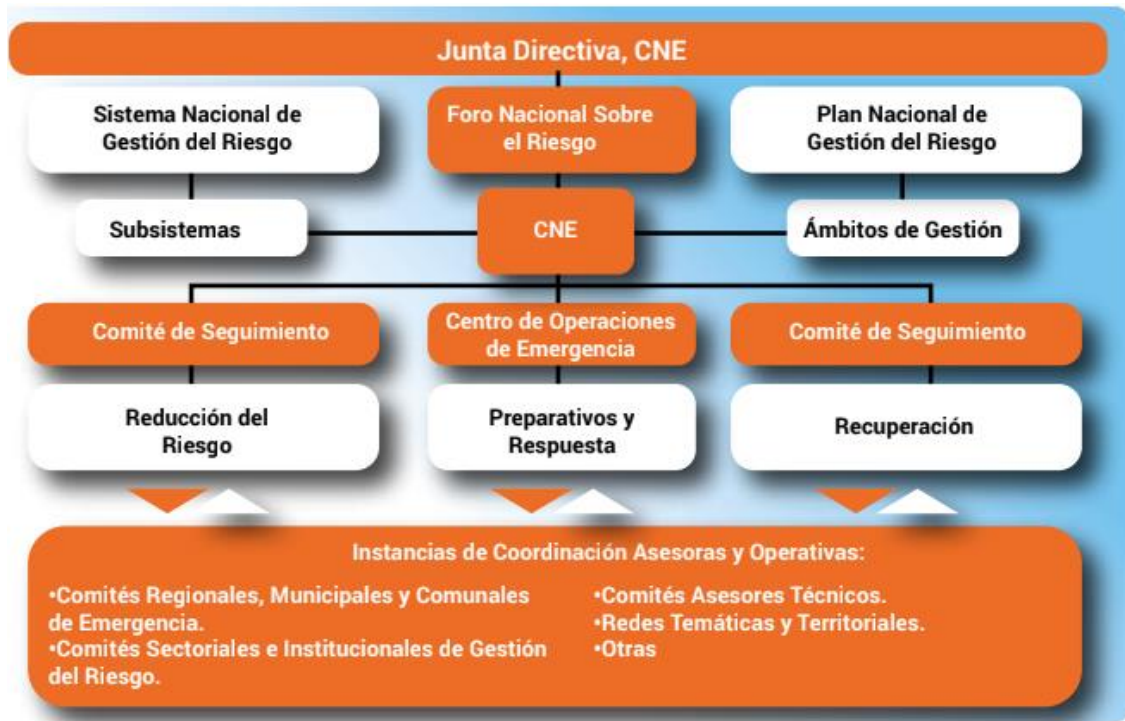 Junta Directiva, CNE
Sistema Nacional de
Gestión del Riesgo
Foro Nacional Sobre
el Riesgo
Plan Nacional de
Gestión del Riesgo
Subsistemas
CNE
Ámbitos de Gestión
Comité de Seguimiento
Centro de Operaciones
de Emergencia
Comité de Seguimiento
Reducción del
Riesgo
Preparativos y
Respuesta
Recuperación
Instancias de Coordinación Asesoras y Operativas:
•Comités Regionales, Municipales y Comunales
de Emergencia.
•Comités Sectoriales e Institucionales de Gestión
del Riesgo.
•Comités Asesores Técnicos.
•Redes Temáticas y Territoriales.
•Otras